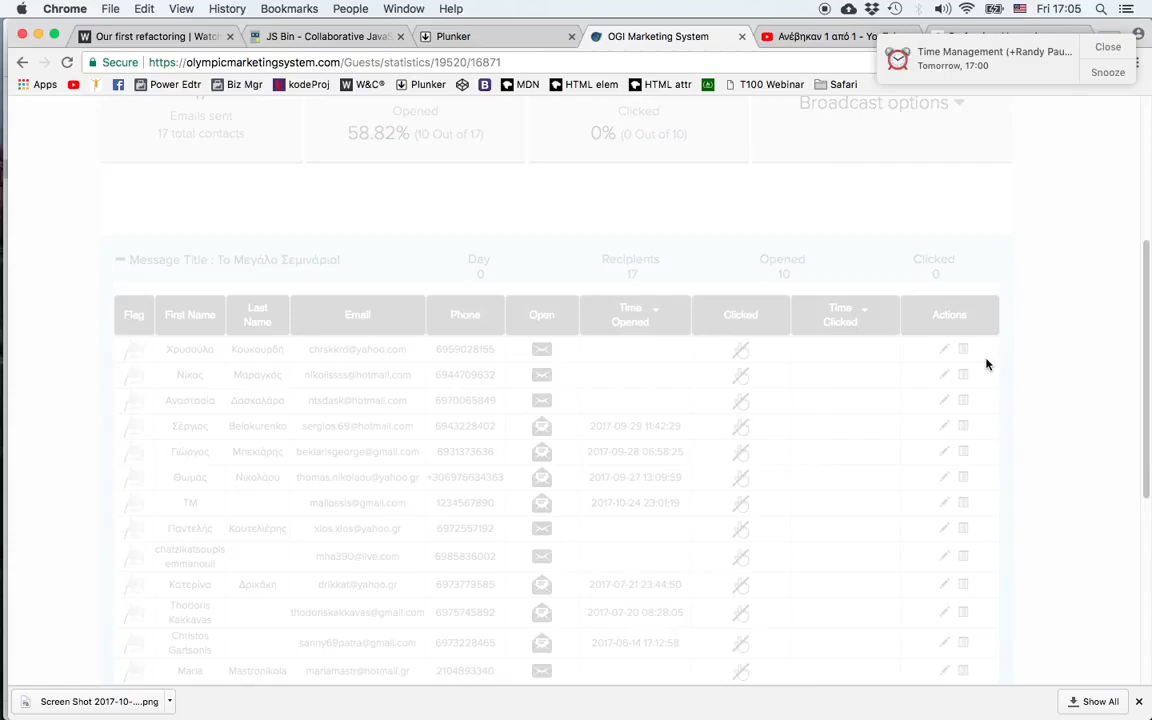 Chrome File Edit View History Bookmarks People Window Help Fri 17:05
Our first refactoring | Watch
JS Bin - Collaborative JavaS
Plunker
OGI Marketing System
Ανέβηκαν 1 από 1 - Yo
Time Management (+Randy Pau...
Tomorrow, 17:00
Close
Snooze
Secure https://olympicmarketingsystem.com/Guests/statistics/19520/16871
Apps Power Edtr Biz Mgr kodeProj W&C® Plunker MDN HTML elem HTML attr T100 Webinar Safari
Emails sent
17 total contacts
Opened
58.82% (10 Out of 17)
Clicked
0% (0 Out of 10)
Broadcast options
Message Title : Το Μεγάλο Σεμινάριο! Day Recipients Opened Clicked
0 17 10 0
Flag First Name Last Name Email Phone Open Time Opened Clicked Time Clicked Actions
Χρυσούλα Κουκουρδή chrskkrd@yahoo.com 6959028155
Νίκος Μαραγκός nikolissss@hotmail.com 6944709632
Αναστασία Δασκαλάρα ntsdask@hotmail.com 6970065849
Σέργιος Belokurenko sergios.69@hotmail.com 6943228402 2017-09-29 11:42:29
Γιώργος Μπεκιάρης bekiarisgeorge@gmail.com 6931373636 2017-09-28 06:58:25
Θωμάς Νικολάου thomas.nikolaou@yahoo.gr +306976634363 2017-09-27 13:09:59
TM mallossis@gmail.com 1234567890 2017-10-24 23:01:19
Παντελής Καυτελιέρης xios.xios@yahoo.gr 6972557192
chatzikatsoupis
emmanouil mha390@live.com 6985836002
Κατερίνα Δρικάκη drikkat@yahoo.gr 6973779585 2017-07-21 23:44:50
Thodoris
Kakkavas thodoriskakkavas@gmail.com 6975745892 2017-07-20 08:28:05
Christos
Gartsonis sanny69patra@gmail.com 6973228465 2017-06-14 17:12:58
Maria Mastronikola mariamastr@hotmail.gr 2104893340
Screen Shot 2017-10-....png
Show All